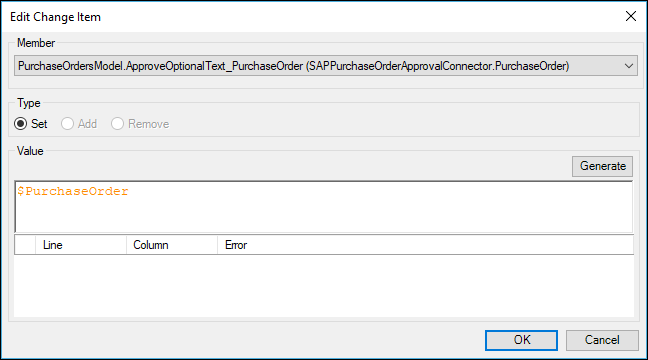 Edit Change Item
Member
PurchaseOrdersModel.ApproveOptionalText_PurchaseOrder (SAPPurchaseOrderApprovalConnector.PurchaseOrder)
Type
Set Add Remove
Value
Generate
$PurchaseOrder
Line Column Error
OK Cancel